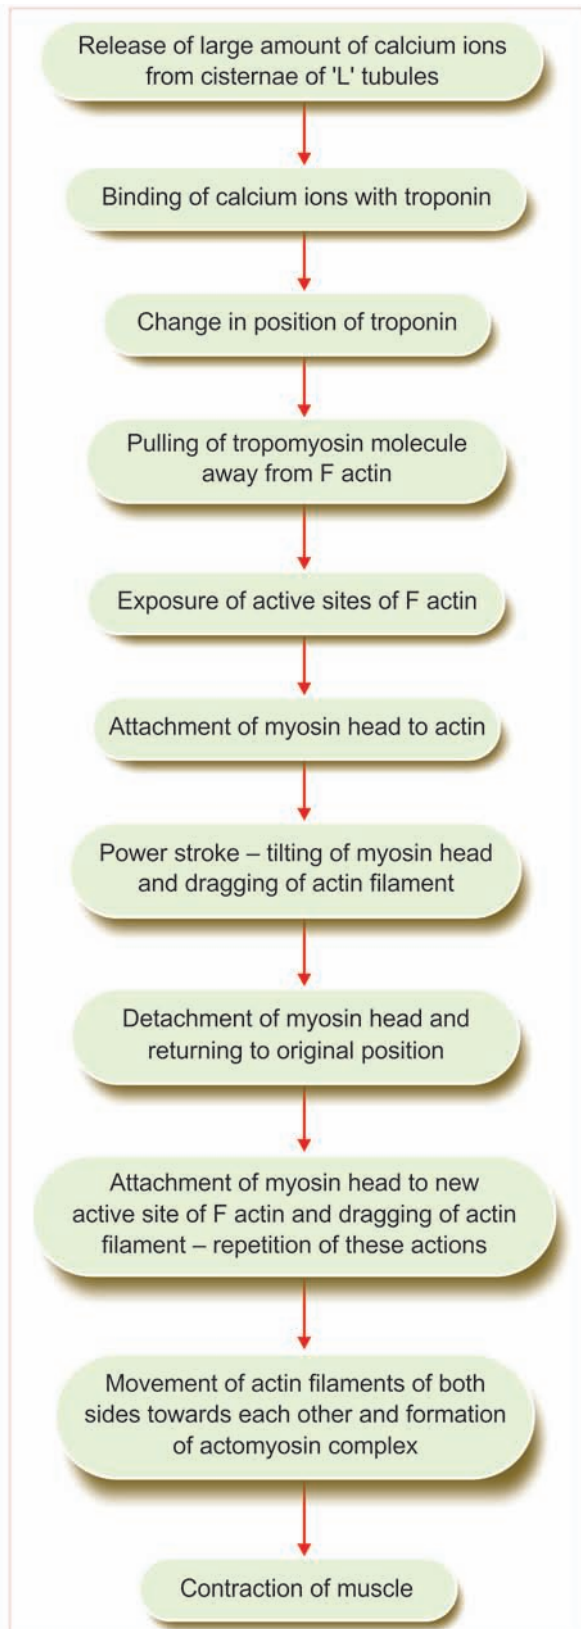 Release of large amount of calcium ions
from cisternae of 'L' tubules
Binding of calcium ions with troponin
Change in position of troponin
Pulling of tropomyosin molecule
away from F actin
Exposure of active sites of F actin
Attachment of myosin head to actin
Power stroke – tilting of myosin head
and dragging of actin filament
Detachment of myosin head and
returning to original position
Attachment of myosin head to new
active site of F actin and dragging of actin
filament – repetition of these actions
Movement of actin filaments of both
sides towards each other and formation
of actomyosin complex
Contraction of muscle